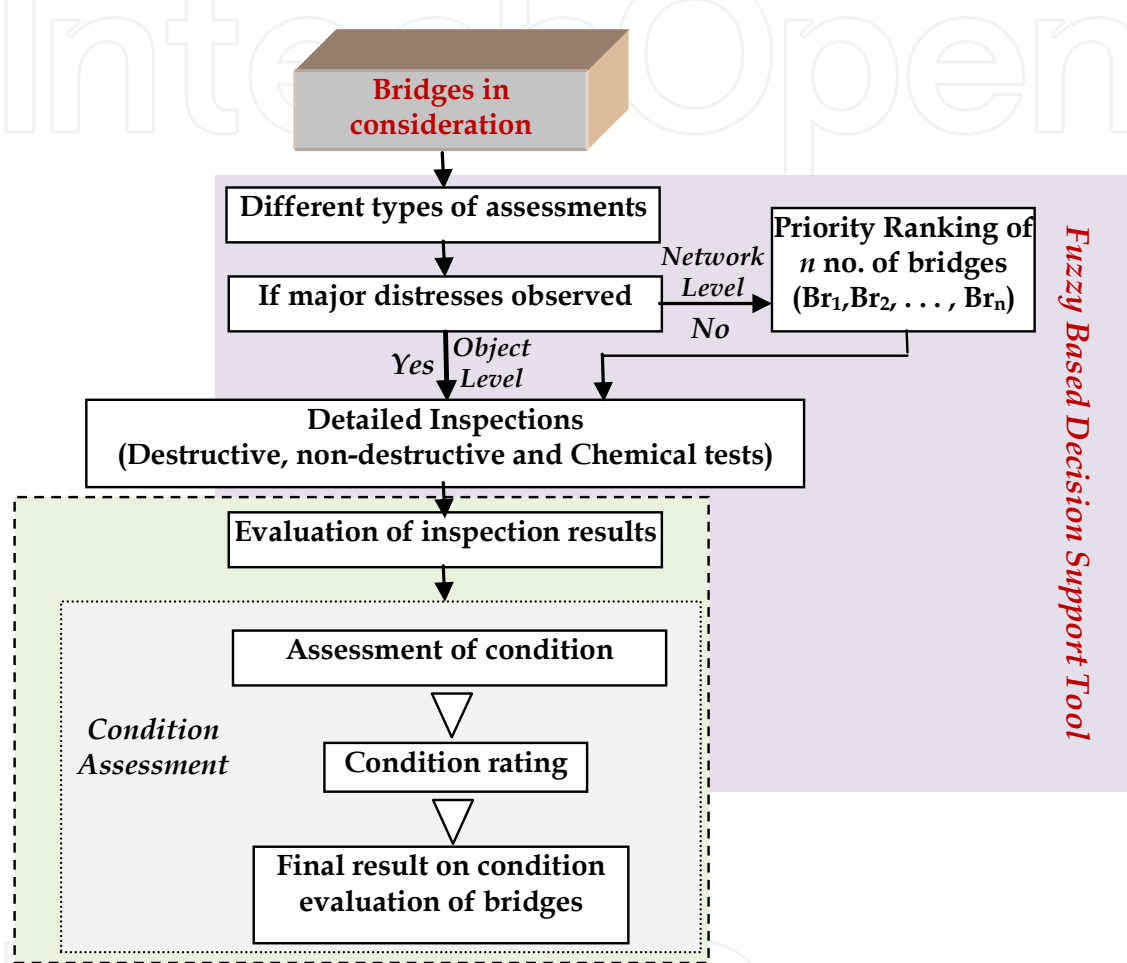 IntechOpen
Bridges in
consideration
Different types of assessments
Priority Ranking of
n no. of bridges
(Br₁,Br₂, . . . , Brₙ)
Network
Level
If major distresses observed
No
Yes
Object
Level
Detailed Inspections
(Destructive, non-destructive and Chemical tests)
Evaluation of inspection results
Assessment of condition
Condition
Assessment
Condition rating
Final result on condition
evaluation of bridges
Fuzzy Based Decision Support Tool